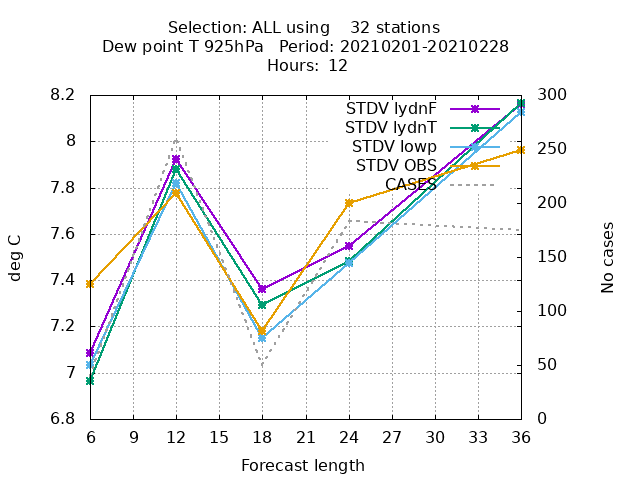 Selection: ALL using    32 stations
Dew point T 925hPa   Period: 20210201-20210228
Hours:  12
8.2
8
7.8
7.6
7.4
7.2
7
6.8
deg C
STDV lydnF
STDV lydnT
STDV lowp
STDV OBS
CASES
300
250
200
150
100
50
0
No cases
6 9 12 15 18 21 24 27 30 33 36
Forecast length